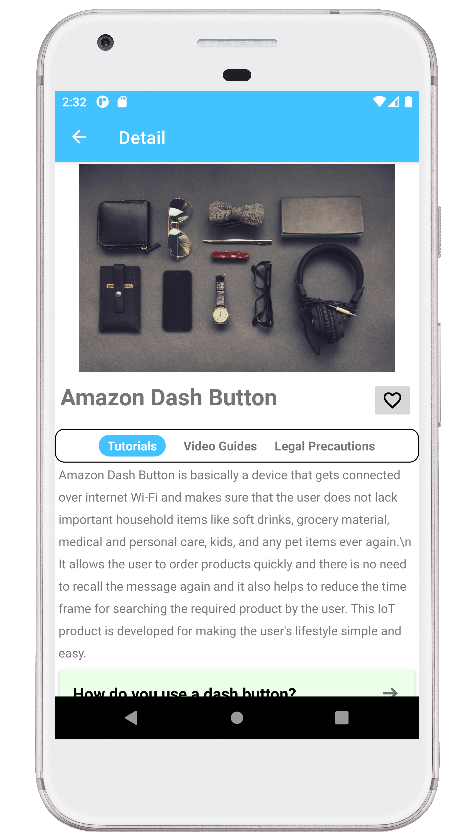 2:32
Detail
Amazon Dash Button
Tutorials Video Guides Legal Precautions
Amazon Dash Button is basically a device that gets connected
over internet Wi-Fi and makes sure that the user does not lack
important household items like soft drinks, grocery material,
medical and personal care, kids, and any pet items ever again.\n
It allows the user to order products quickly and there is no need
to recall the message again and it also helps to reduce the time
frame for searching the required product by the user. This IoT
product is developed for making the user's lifestyle simple and
easy.
How do you use a dash button?